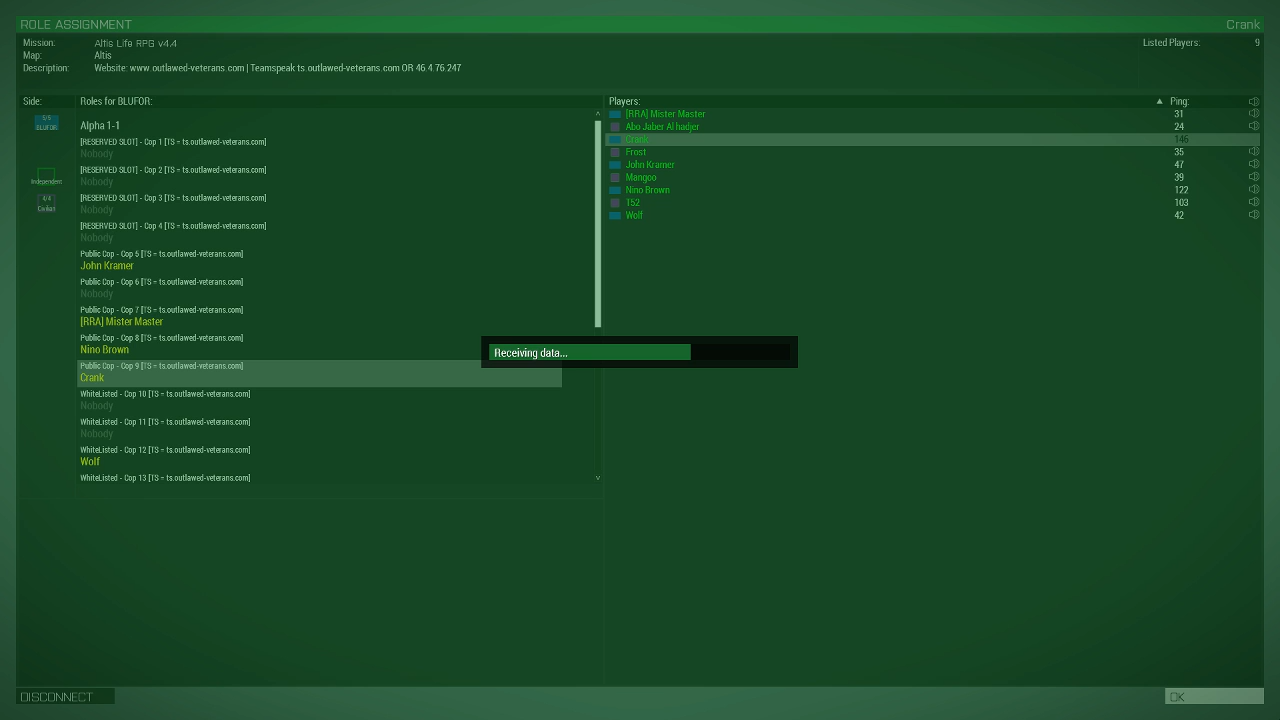 ROLE ASSIGNMENT Crank
Mission: Altis Life RPG v4.4 Listed Players: 9
Map: Altis
Description: Website: www.outlawed-veterans.com | Teamspeak ts.outlawed-veterans.com OR 46.4.76.247
Side: Roles for BLUFOR: Players: Ping:
5/5
BLUFOR
Independent
4/4
Civilian
Alpha 1-1
[RESERVED SLOT] - Cop 1 [TS = ts.outlawed-veterans.com]
Nobody
[RESERVED SLOT] - Cop 2 [TS = ts.outlawed-veterans.com]
Nobody
[RESERVED SLOT] - Cop 3 [TS = ts.outlawed-veterans.com]
Nobody
[RESERVED SLOT] - Cop 4 [TS = ts.outlawed-veterans.com]
Nobody
Public Cop - Cop 5 [TS = ts.outlawed-veterans.com]
John Kramer
Public Cop - Cop 6 [TS = ts.outlawed-veterans.com]
Nobody
Public Cop - Cop 7 [TS = ts.outlawed-veterans.com]
[RRA] Mister Master
Public Cop - Cop 8 [TS = ts.outlawed-veterans.com]
Nino Brown
Public Cop - Cop 9 [TS = ts.outlawed-veterans.com]
Crank
WhiteListed - Cop 10 [TS = ts.outlawed-veterans.com]
Nobody
WhiteListed - Cop 11 [TS = ts.outlawed-veterans.com]
Nobody
WhiteListed - Cop 12 [TS = ts.outlawed-veterans.com]
Wolf
WhiteListed - Cop 13 [TS = ts.outlawed-veterans.com]
[RRA] Mister Master 31
Abo Jaber Al hadjer 24
Crank 146
Frost 35
John Kramer 47
Mangoo 39
Nino Brown 122
T52 103
Wolf 42
Receiving data...
DISCONNECT OK